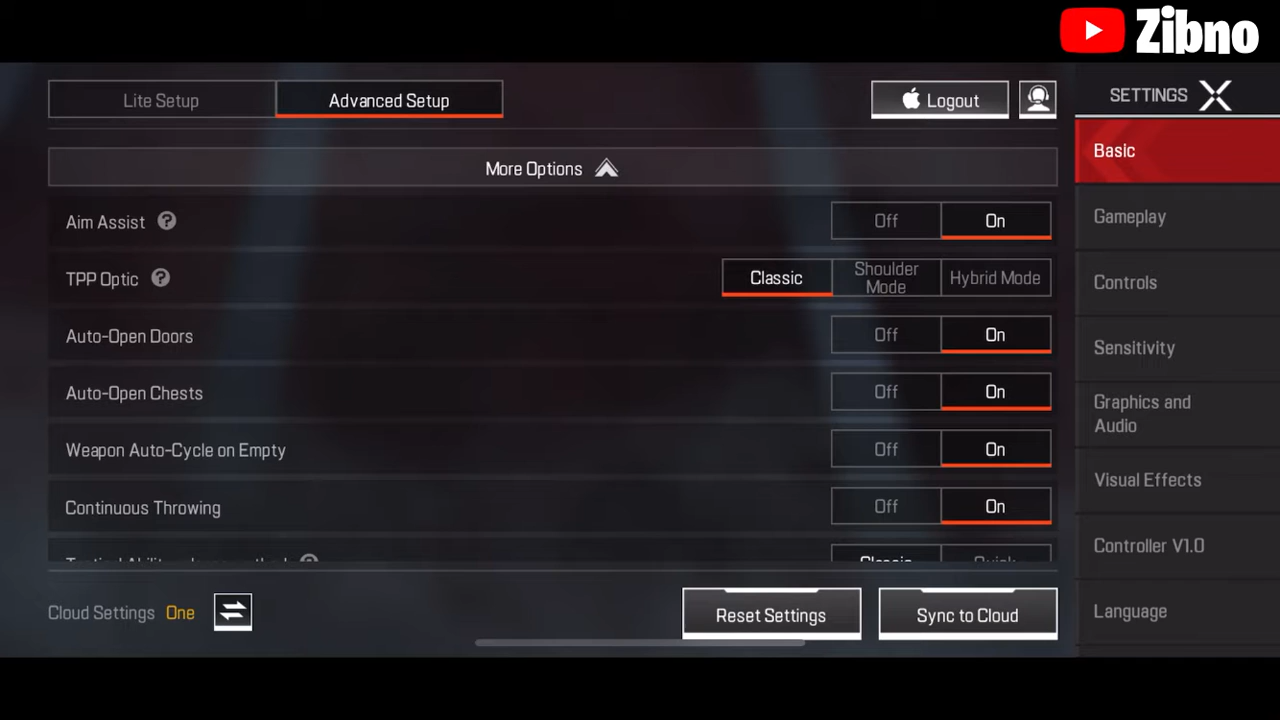 Zibno
Lite Setup
Advanced Setup
Logout
SETTINGS
More Options
Basic
Aim Assist ?
Off
On
Gameplay
TPP Optic ?
Classic
Shoulder
Mode
Hybrid Mode
Controls
Auto-Open Doors
Off
On
Sensitivity
Auto-Open Chests
Off
On
Graphics and
Audio
Weapon Auto-Cycle on Empty
Off
On
Visual Effects
Continuous Throwing
Off
On
Controller V1.0
Classic
Quick
Cloud Settings One
Reset Settings
Sync to Cloud
Language